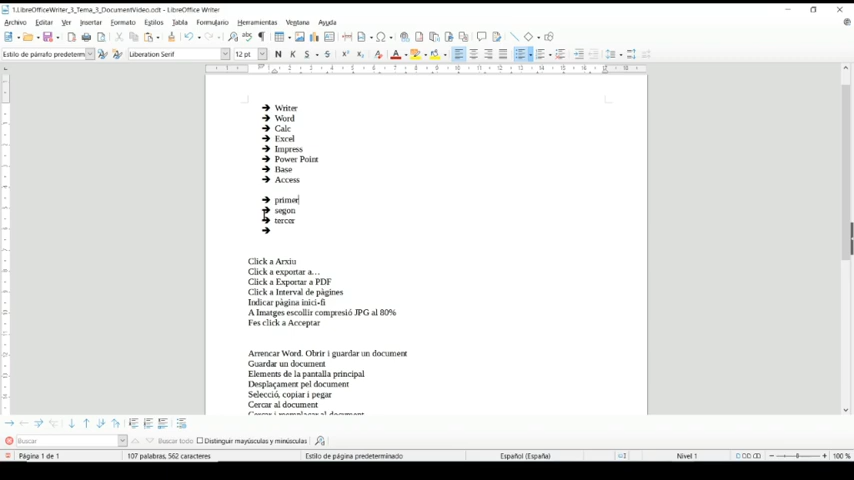 1.LibreOfficeWriter_3_Tema_3_DocumentVideo.odt - LibreOffice Writer
Archivo Editar Ver Insertar Formato Estilos Tabla Formulario Herramientas Ventana Ayuda
Estilo de párrafo predetermi Liberation Serif 12 pt N K S S
Writer
Word
Calc
Excel
Impress
Power Point
Base
Access
primer
segon
tercer
Click a Arxiu
Click a exportar a…
Click a Exportar a PDF
Click a Interval de pàgines
Indicar pàgina inici-fi
A Imatges escollir compresió JPG al 80%
Fes click a Acceptar
Arrencar Word. Obrir i guardar un document
Guardar un document
Elements de la pantalla principal
Desplaçament pel document
Selecció, copiar i pegar
Cercar al document
Cercar i reemplaçar al document
Buscar Buscar todo Distinguir mayúsculas y minúsculas
Página 1 de 1 107 palabras, 562 caracteres Estilo de página predeterminado Español (España) Nivel 1 100 %